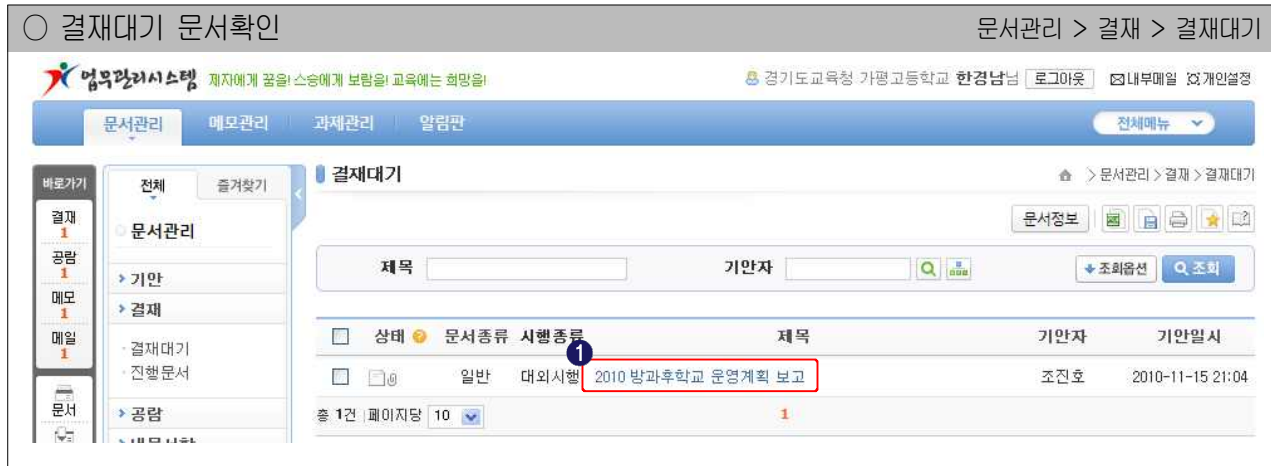 ○ 결재대기 문서확인 문서관리 > 결재 > 결재대기
업무관리시스템 제자에게 꿈을! 스승에게 보람을! 교육에는 희망을! 경기도교육청 가평고등학교 한경남님 로그아웃 내부메일 개인설정
문서관리 메모관리 과제관리 알림판 전체메뉴
바로가기 전체 즐겨찾기 결재대기 > 문서관리 > 결재 > 결재대기
결재 1
공람 1
메모 1
메일 1
문서
문서관리
기안
결재
결재대기
진행문서
공람
문서정보
제목 기안자 조회옵션 조회
상태 문서종류 시행종류 제목 기안자 기안일시
1
일반 대외시행 2010 방과후학교 운영계획 보고 조진호 2010-11-15 21:04
총 1건 페이지당 10 1